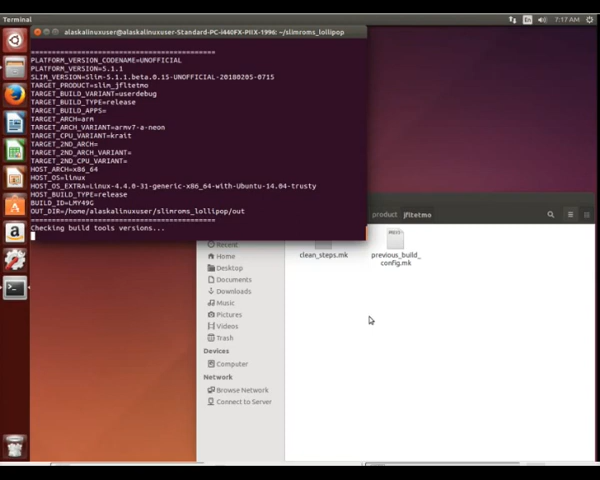 Terminal
En
7:17 AM
alaskalinuxuser@alaskalinuxuser-Standard-PC-i440FX-PIIX-1996: ~/slimroms_lollipop
============================================
PLATFORM_VERSION_CODENAME=UNOFFICIAL
PLATFORM_VERSION=5.1.1
SLIM_VERSION=Slim-5.1.1.beta.0.15-UNOFFICIAL-20180205-0715
TARGET_PRODUCT=slim_jfltetmo
TARGET_BUILD_VARIANT=userdebug
TARGET_BUILD_TYPE=release
TARGET_BUILD_APPS=
TARGET_ARCH=arm
TARGET_ARCH_VARIANT=armv7-a-neon
TARGET_CPU_VARIANT=krait
TARGET_2ND_ARCH=
TARGET_2ND_ARCH_VARIANT=
TARGET_2ND_CPU_VARIANT=
HOST_ARCH=x86_64
HOST_OS=linux
HOST_OS_EXTRA=Linux-4.4.0-31-generic-x86_64-with-Ubuntu-14.04-trusty
HOST_BUILD_TYPE=release
BUILD_ID=LMY49G
OUT_DIR=/home/alaskalinuxuser/slimroms_lollipop/out
============================================
Checking build tools versions...
product
jfltetmo
Recent
Home
Desktop
Documents
Music
Pictures
Videos
Trash
Devices
Computer
Network
Browse Network
Connect to Server
clean_steps.mk
previous_build_
config.mk